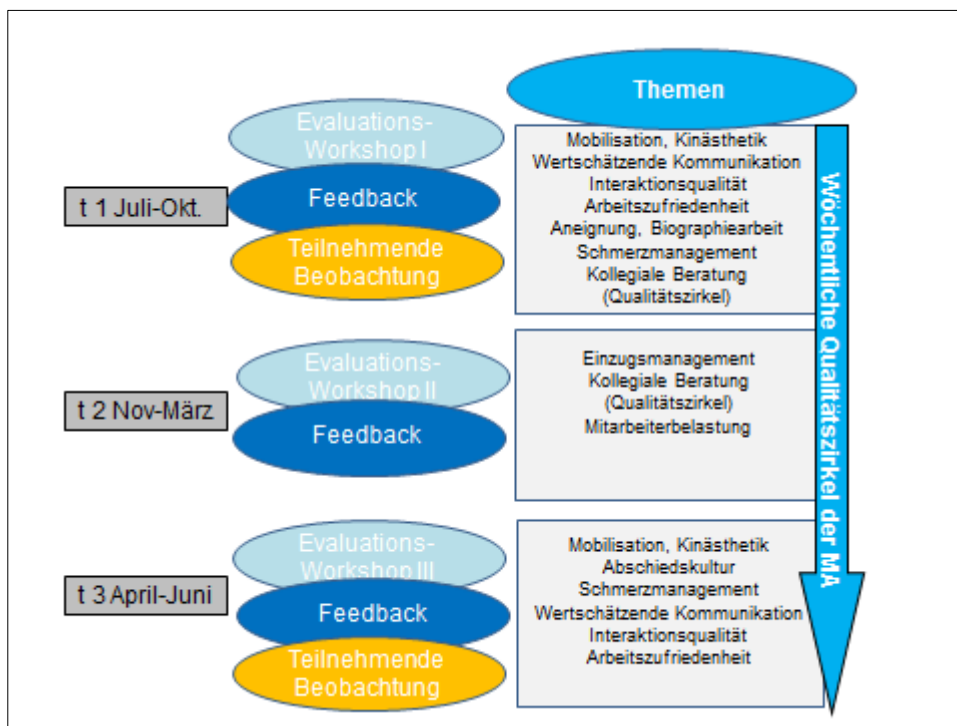 Themen
Evaluations-
Workshop I
Feedback
Teilnehmende
Beobachtung
t 1 Juli-Okt.
Mobilisation, Kinästhetik
Wertschätzende Kommunikation
Interaktionsqualität
Arbeitszufriedenheit
Aneignung, Biographiearbeit
Schmerzmanagement
Kollegiale Beratung
(Qualitätszirkel)
Evaluations-
Workshop II
Feedback
t 2 Nov-März
Einzugsmanagement
Kollegiale Beratung
(Qualitätszirkel)
Mitarbeiterbelastung
Evaluations-
Workshop III
Feedback
Teilnehmende
Beobachtung
t 3 April-Juni
Mobilisation, Kinästhetik
Abschiedskultur
Schmerzmanagement
Wertschätzende Kommunikation
Interaktionsqualität
Arbeitszufriedenheit
Wöchentliche Qualitätszirkel der MA